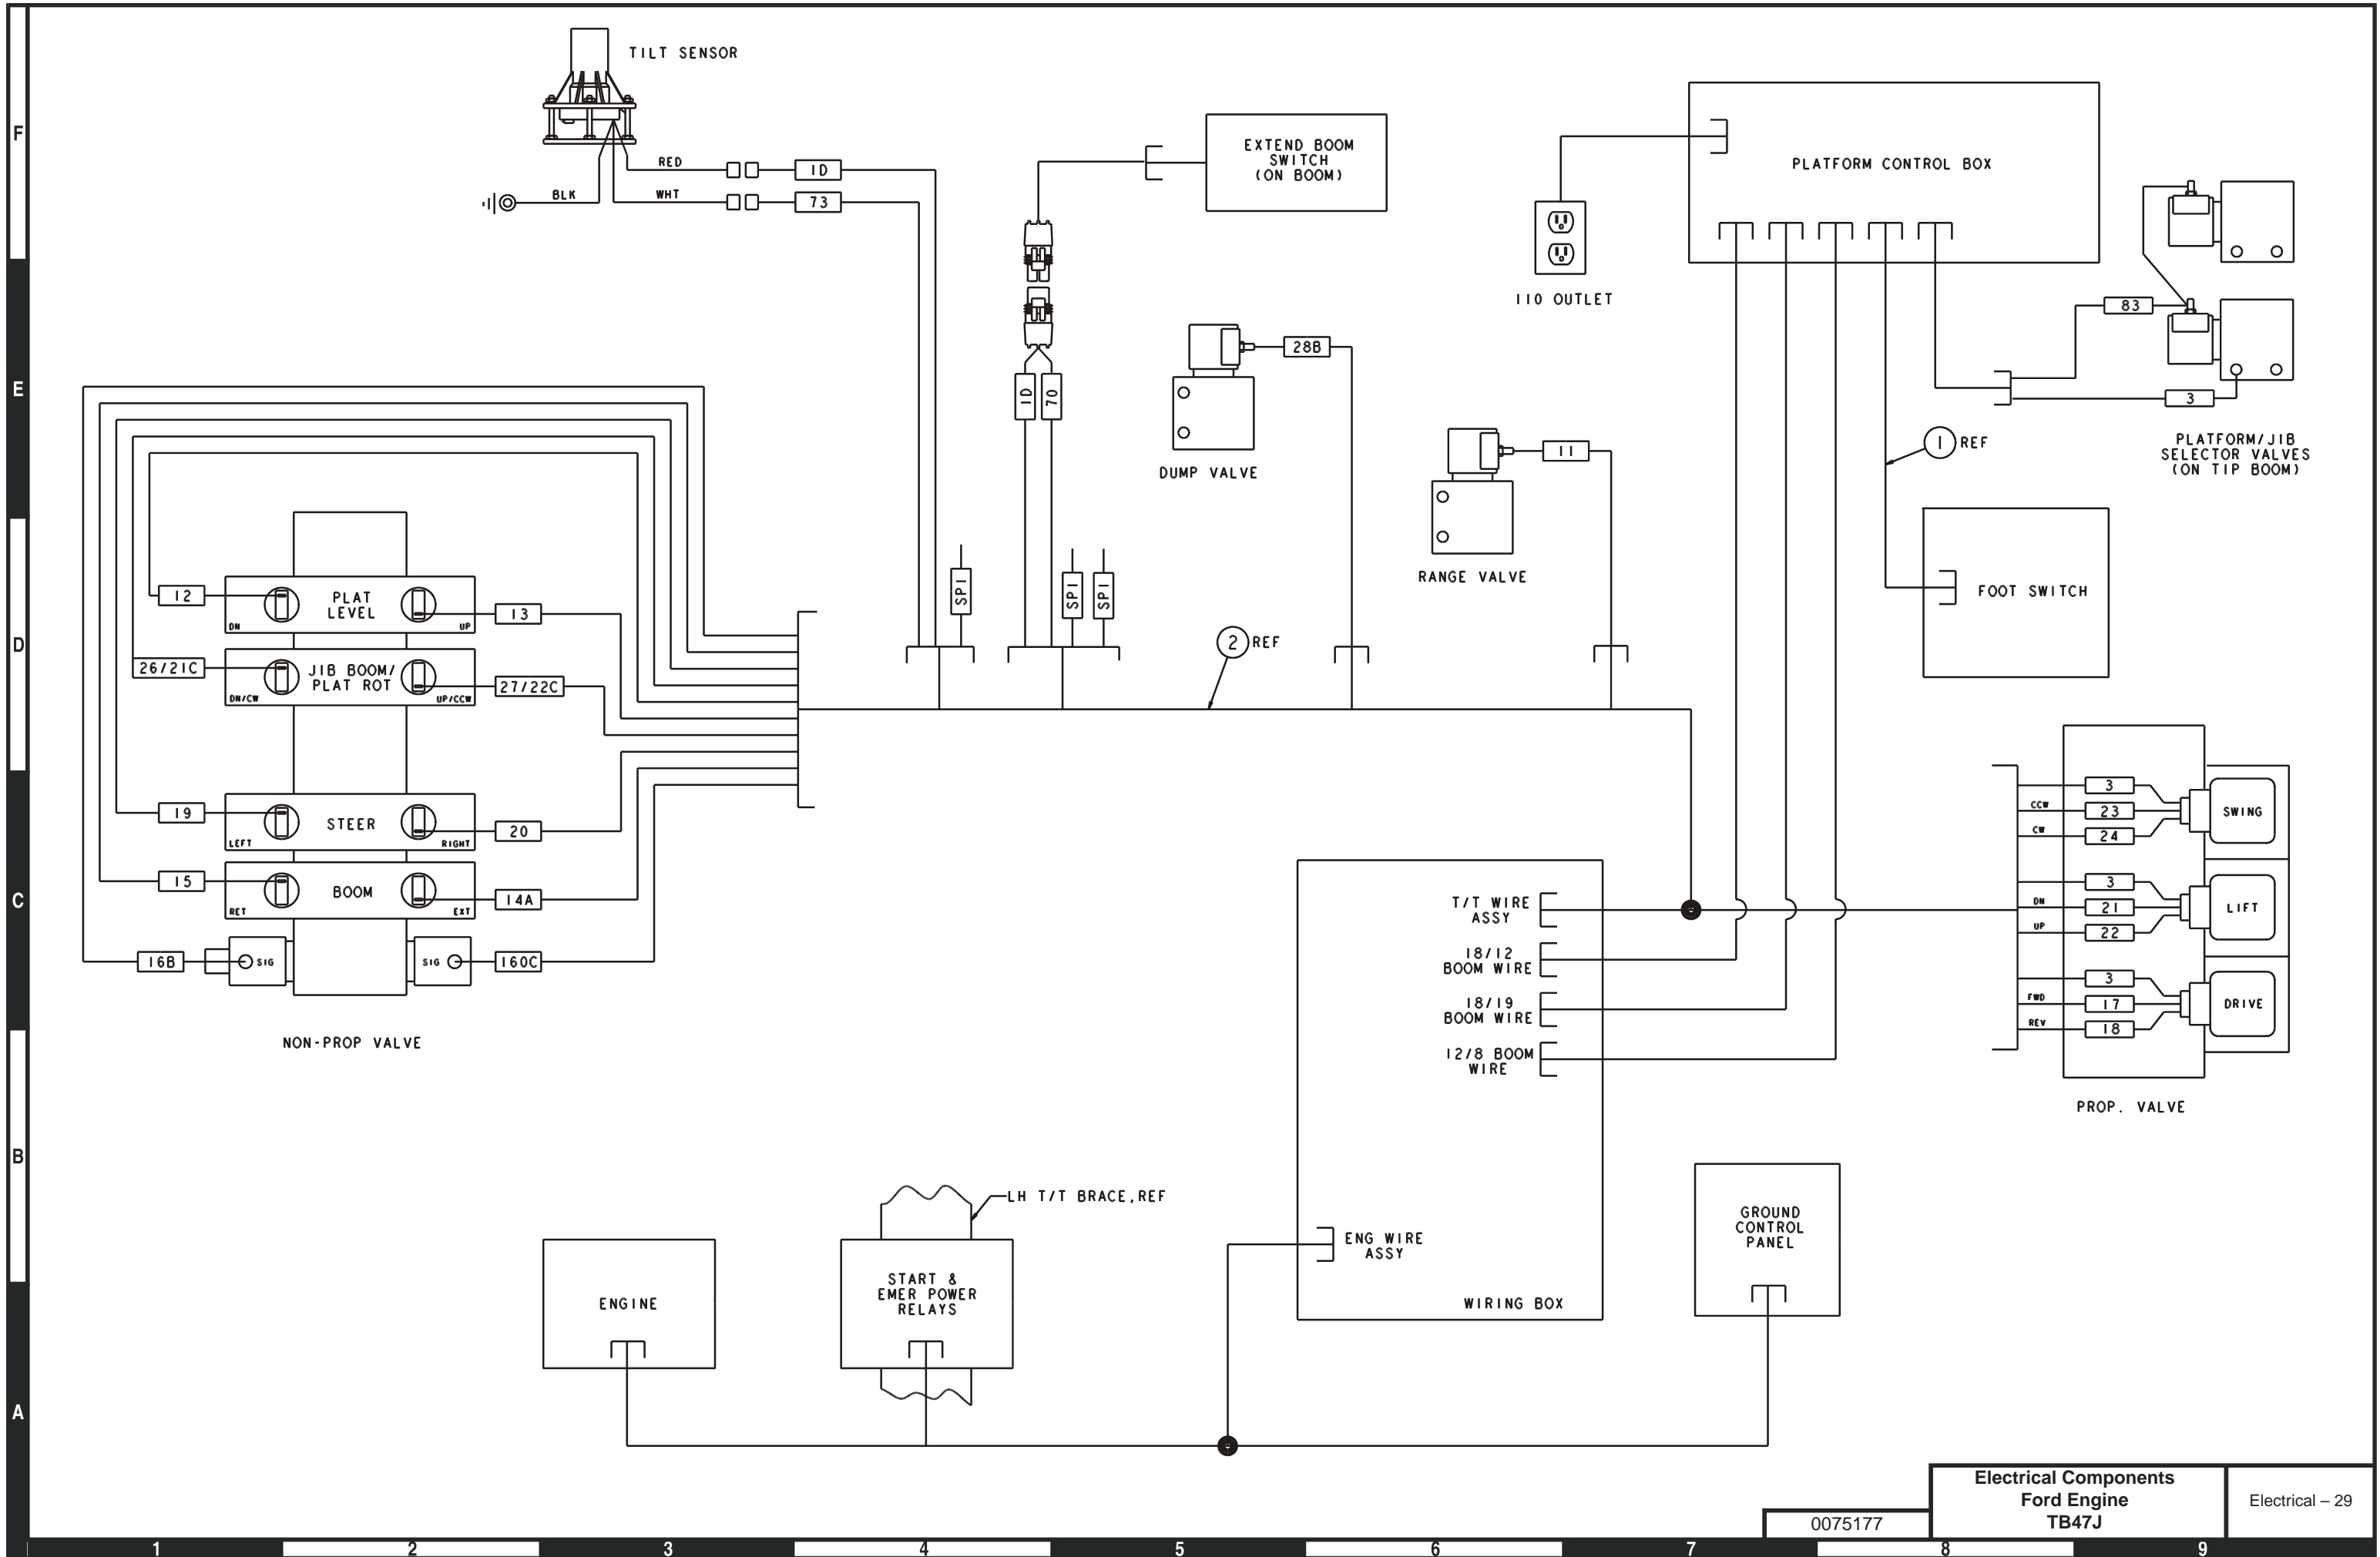 TILT SENSOR
F
RED
1D
BLK
WHT
73
EXTEND BOOM
SWITCH
(ON BOOM)
PLATFORM CONTROL BOX
110 OUTLET
83
3
PLATFORM/JIB
SELECTOR VALVES
(ON TIP BOOM)
28B
DUMP VALVE
1D
70
E
11
RANGE VALVE
1
REF
FOOT SWITCH
12
PLAT
LEVEL
DN
UP
13
26/21C
JIB BOOM/
PLAT ROT
DN/CW
UP/CCW
27/22C
SP1
SP1
SP1
2
REF
D
19
STEER
LEFT
RIGHT
20
15
BOOM
RET
EXT
14A
16B
SIG
SIG
160C
NON-PROP VALVE
C
3
CCW
23
CW
24
SWING
3
DN
21
UP
22
LIFT
3
FWD
17
REV
18
DRIVE
PROP. VALVE
T/T WIRE
ASSY
18/12
BOOM WIRE
18/19
BOOM WIRE
12/8 BOOM
WIRE
B
LH T/T BRACE,REF
ENG WIRE
ASSY
WIRING BOX
GROUND
CONTROL
PANEL
ENGINE
START &
EMER POWER
RELAYS
A
0075177
Electrical Components
Ford Engine
TB47J
Electrical – 29
1
2
3
4
5
6
7
8
9